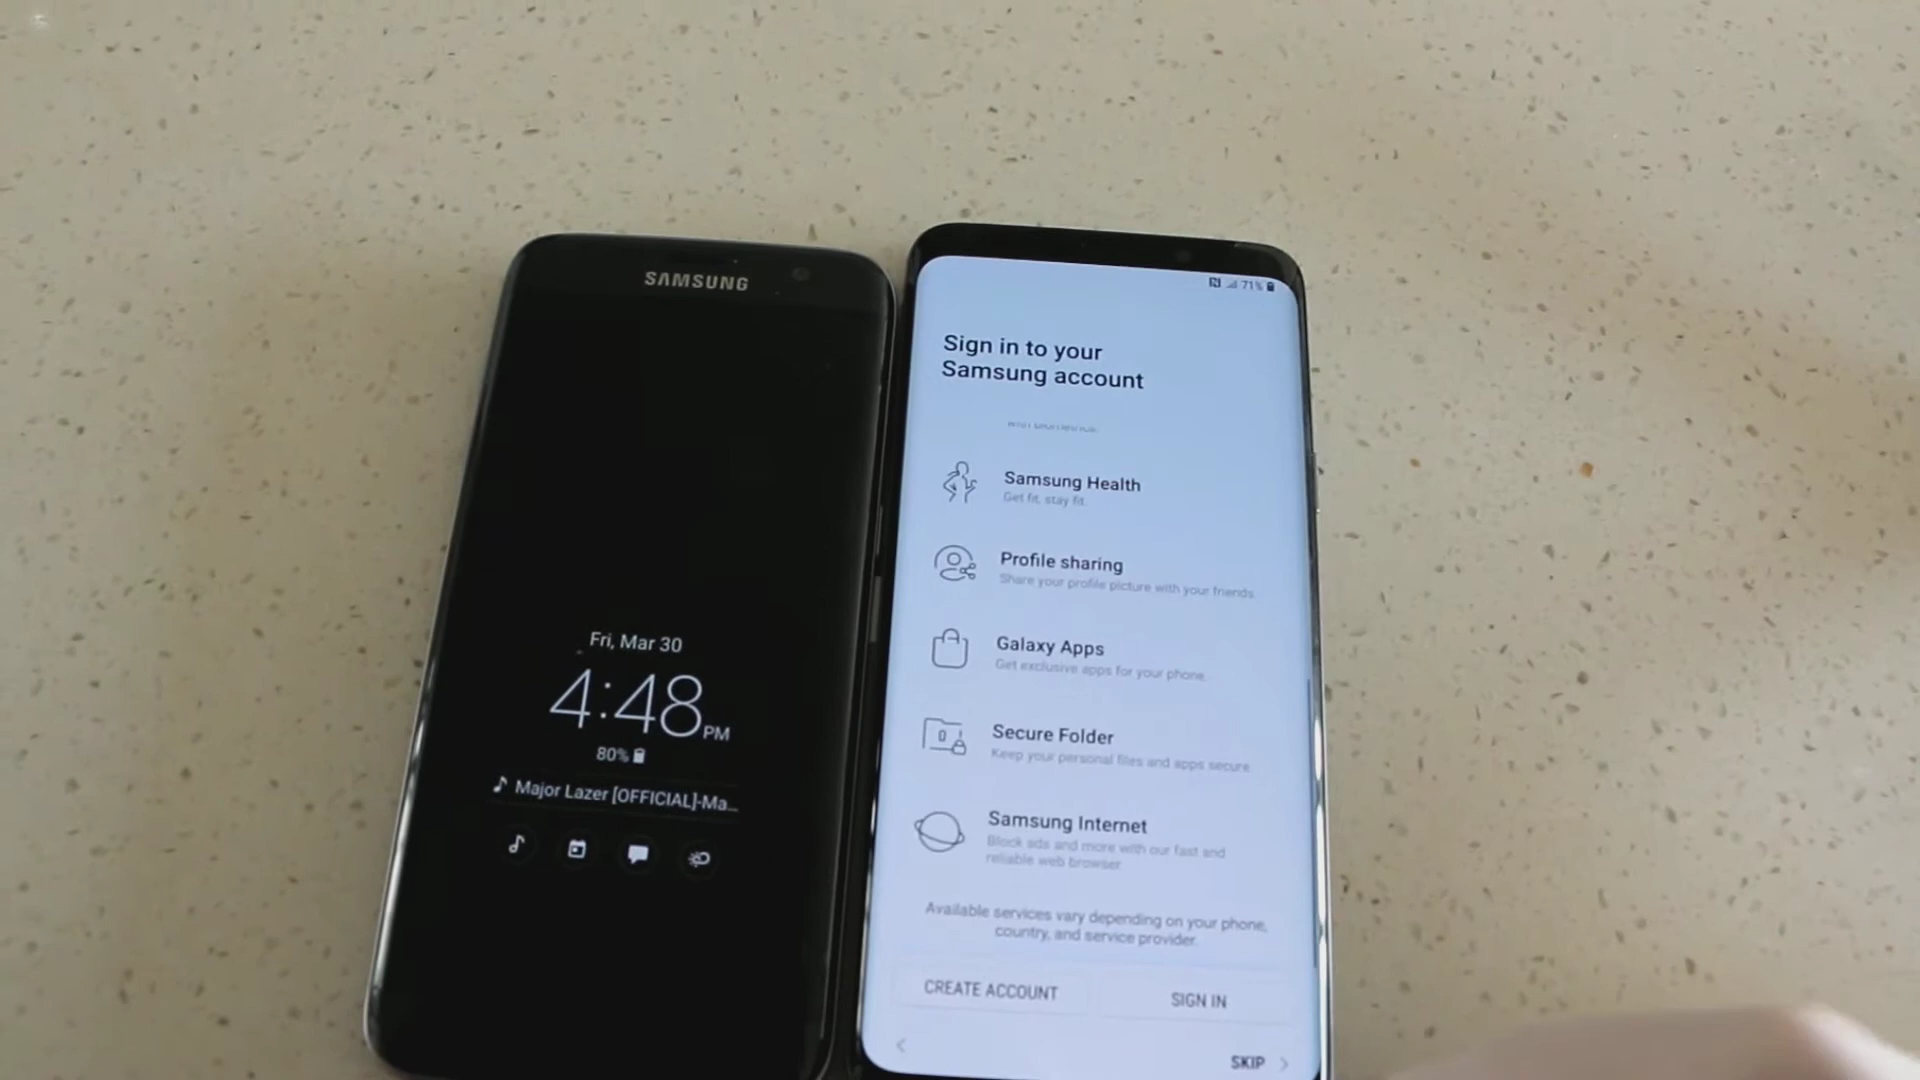 SAMSUNG
Fri, Mar 30
4:48 PM
80%
Major Lazer [OFFICIAL]-Ma...
71%
Sign in to your
Samsung account
Samsung Health
Get fit, stay fit.
Profile sharing
Share your profile picture with your friends.
Galaxy Apps
Get exclusive apps for your phone.
Secure Folder
Keep your personal files and apps secure.
Samsung Internet
Block ads and more with our fast and
reliable web browser.
Available services vary depending on your phone,
country, and service provider.
CREATE ACCOUNT
SIGN IN
SKIP